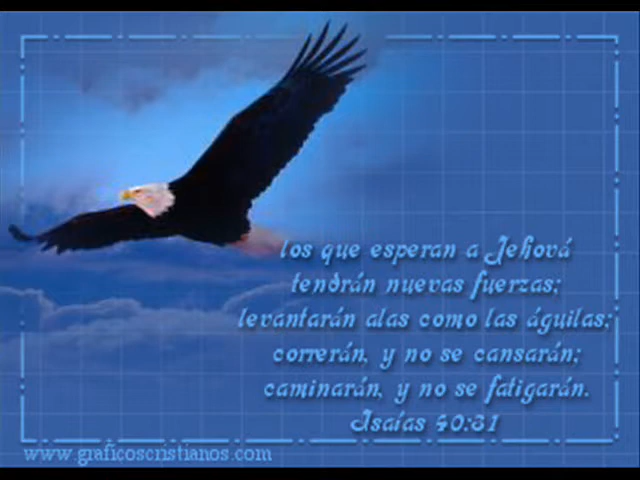 los que esperan a Jehová
tendrán nuevas fuerzas;
levantarán alas como las águilas;
correrán, y no se cansarán;
caminarán, y no se fatigarán.
Isaías 40:31
www.graficoscristianos.com